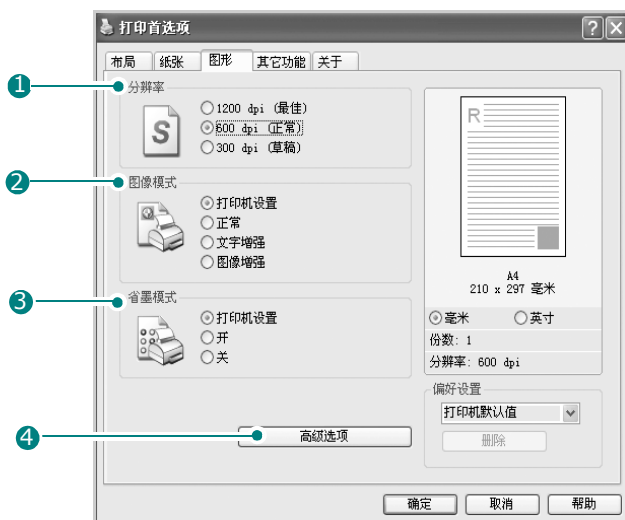 打印首选项
布局 纸张 图形 其它功能 关于
1 分辨率
S
1200 dpi (最佳)
600 dpi (正常)
300 dpi (草稿)
2 图像模式
打印机设置
正常
文字增强
图像增强
3 省墨模式
打印机设置
开
关
4 高级选项
R
A4
210 x 297 毫米
毫米 英寸
份数: 1
分辨率: 600 dpi
偏好设置
打印机默认值
删除
确定 取消 帮助